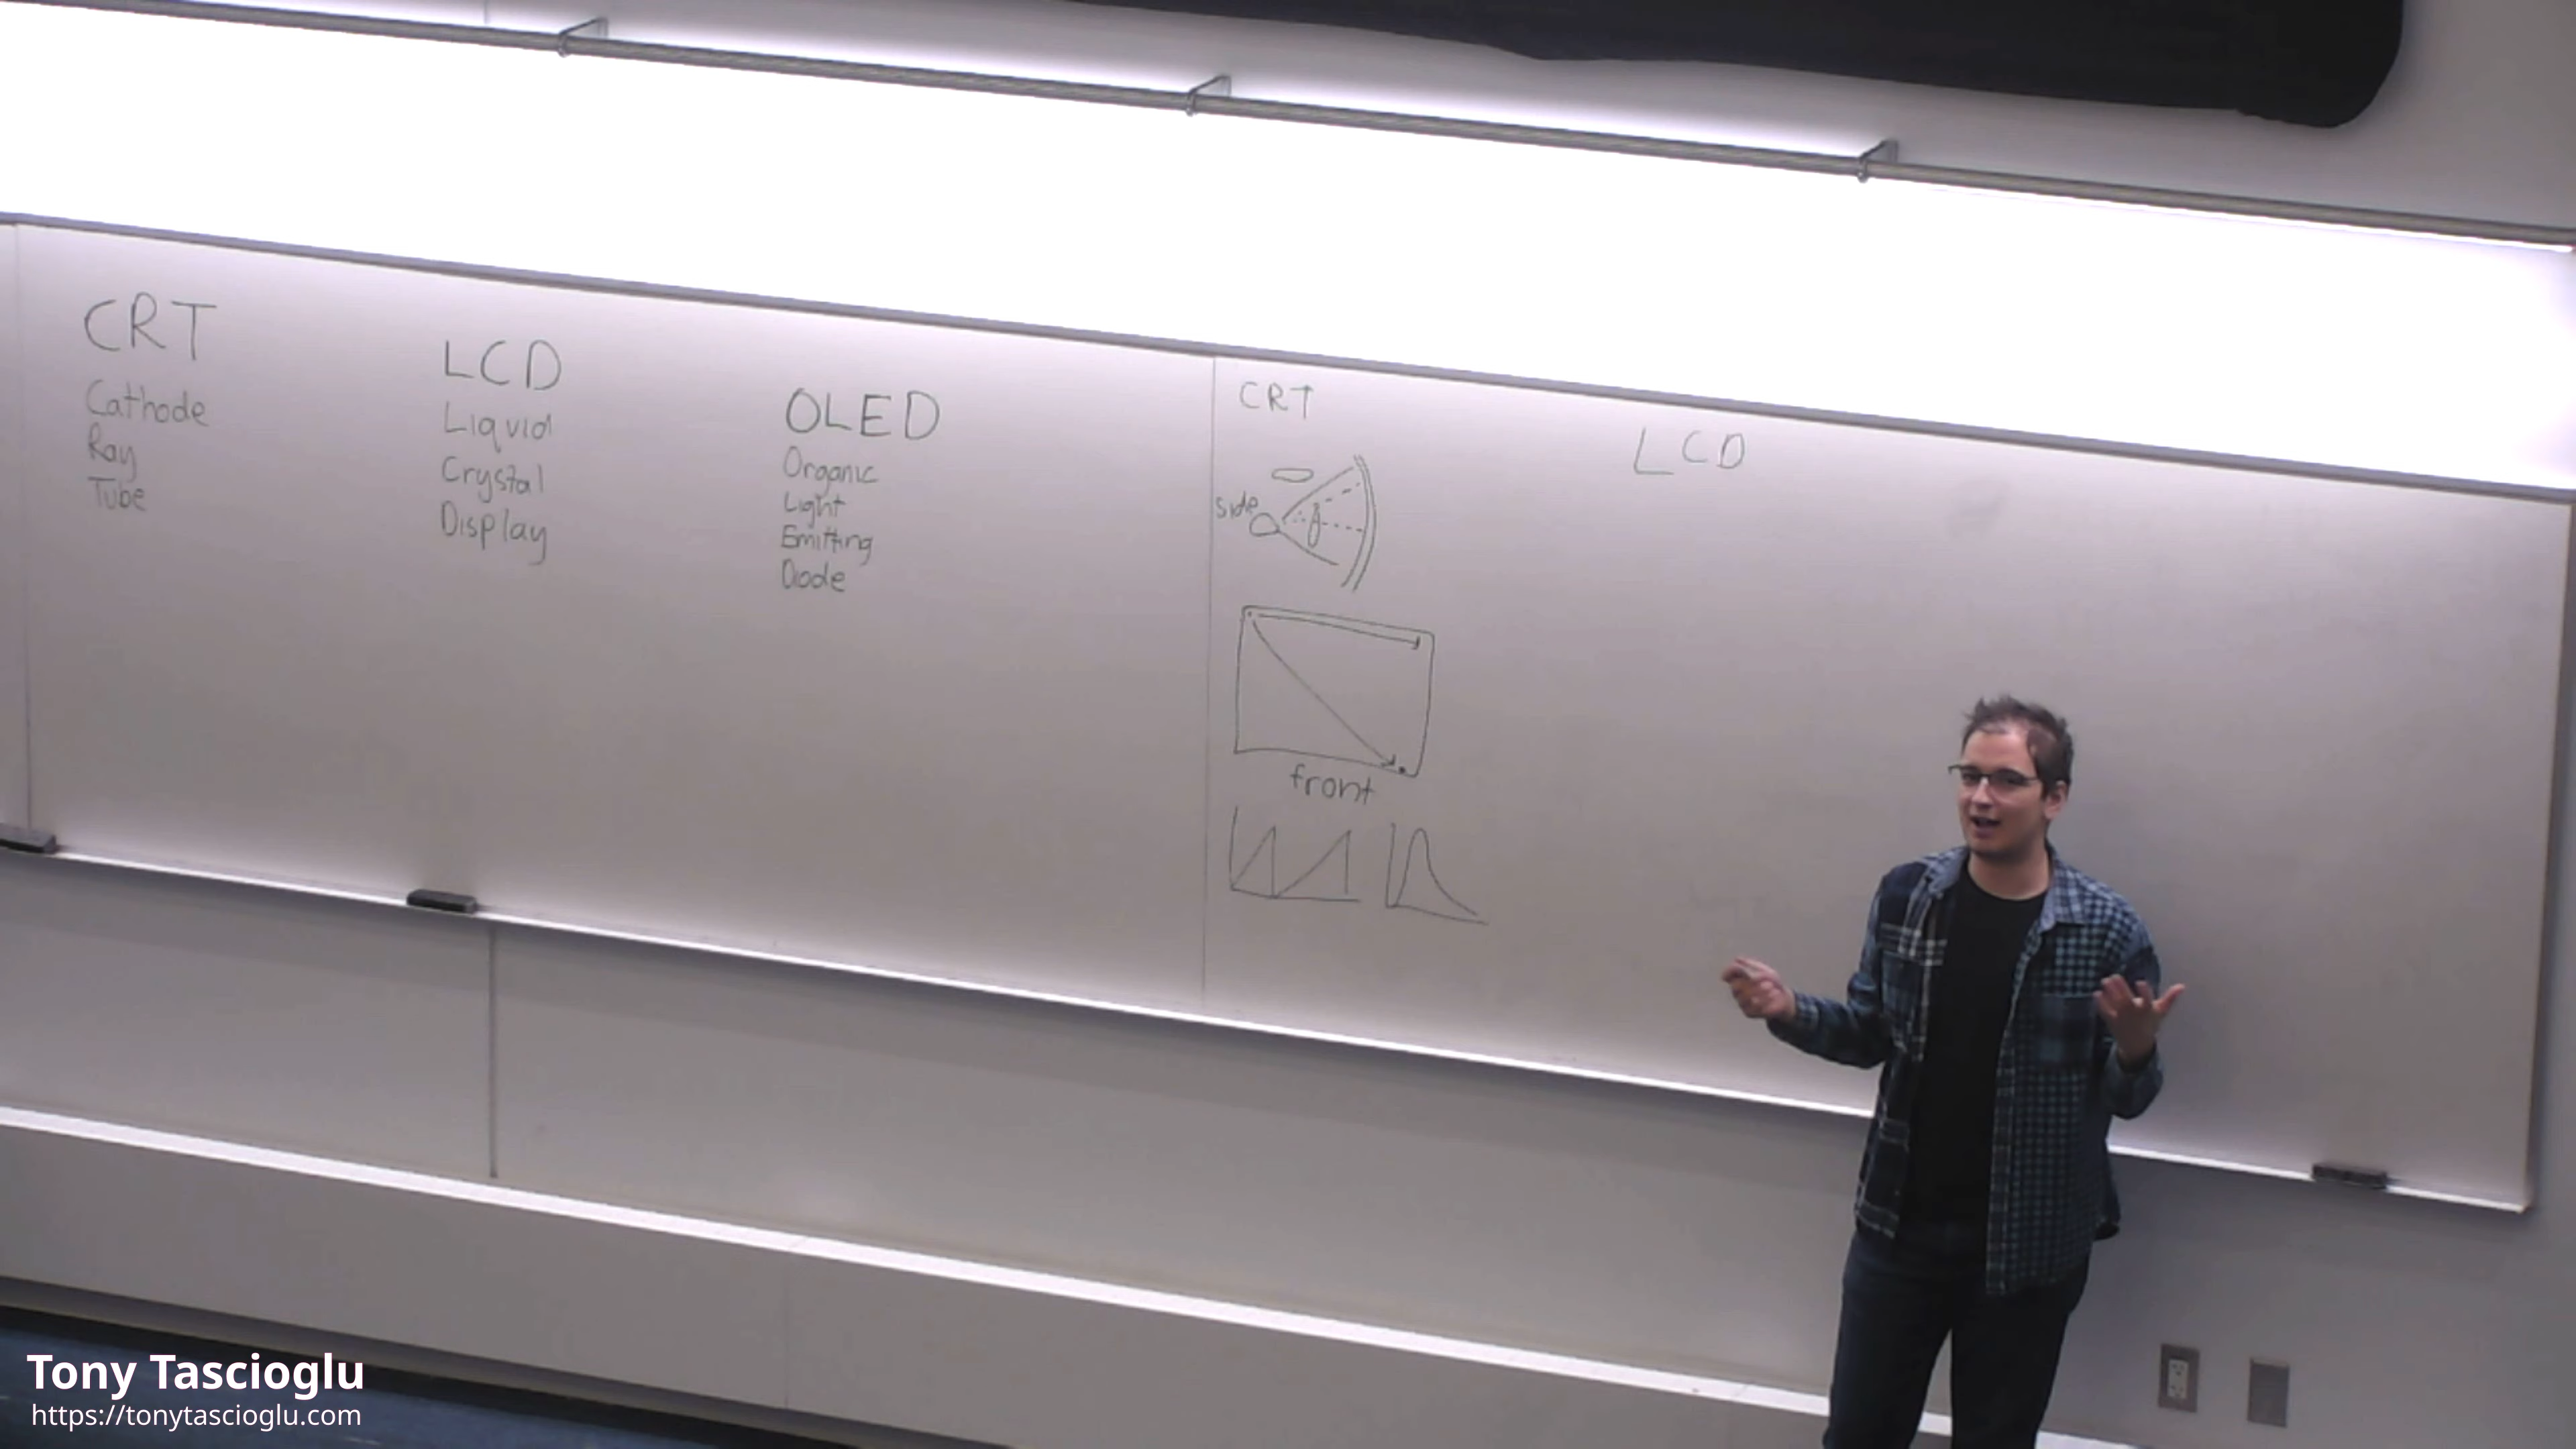 CRT
Cathode
Ray
Tube
LCD
Liquid
Crystal
Display
OLED
Organic
Light
Emitting
Diode
CRT
side
front
LCD
Tony Tascioglu
https://tonytascioglu.com